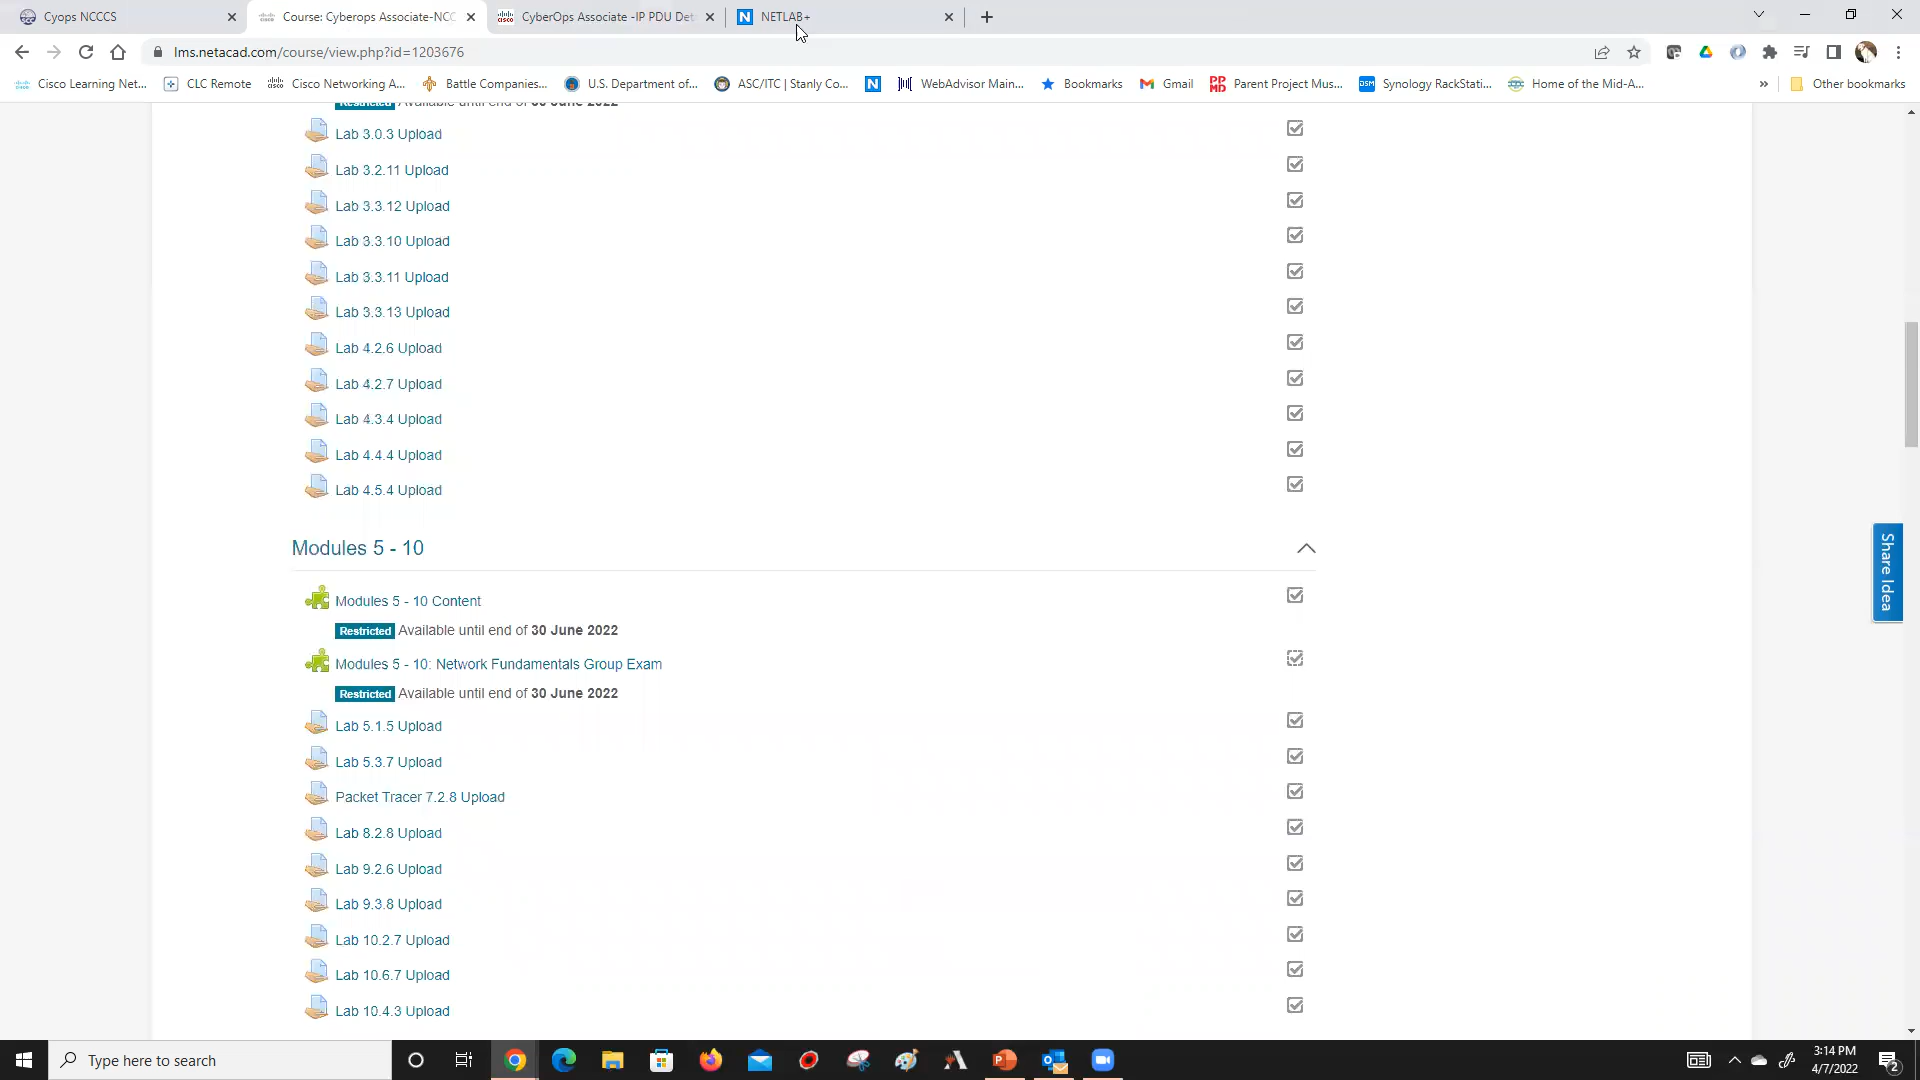 Cyops NCCCS
Course: Cyberops Associate-NCC
CyberOps Associate -IP PDU Det
NETLAB+
lms.netacad.com/course/view.php?id=1203676
Cisco Learning Net...
CLC Remote
Cisco Networking A...
Battle Companies...
U.S. Department of...
ASC/ITC | Stanly Co...
WebAdvisor Main...
Bookmarks
Gmail
Parent Project Mus...
Synology RackStati...
Home of the Mid-A...
»
Other bookmarks
Restricted Available until end of 30 June 2022
Lab 3.0.3 Upload
Lab 3.2.11 Upload
Lab 3.3.12 Upload
Lab 3.3.10 Upload
Lab 3.3.11 Upload
Lab 3.3.13 Upload
Lab 4.2.6 Upload
Lab 4.2.7 Upload
Lab 4.3.4 Upload
Lab 4.4.4 Upload
Lab 4.5.4 Upload
Modules 5 - 10
Modules 5 - 10 Content
Restricted Available until end of 30 June 2022
Modules 5 - 10: Network Fundamentals Group Exam
Restricted Available until end of 30 June 2022
Lab 5.1.5 Upload
Lab 5.3.7 Upload
Packet Tracer 7.2.8 Upload
Lab 8.2.8 Upload
Lab 9.2.6 Upload
Lab 9.3.8 Upload
Lab 10.2.7 Upload
Lab 10.6.7 Upload
Lab 10.4.3 Upload
Share Idea
Type here to search
3:14 PM
4/7/2022
2